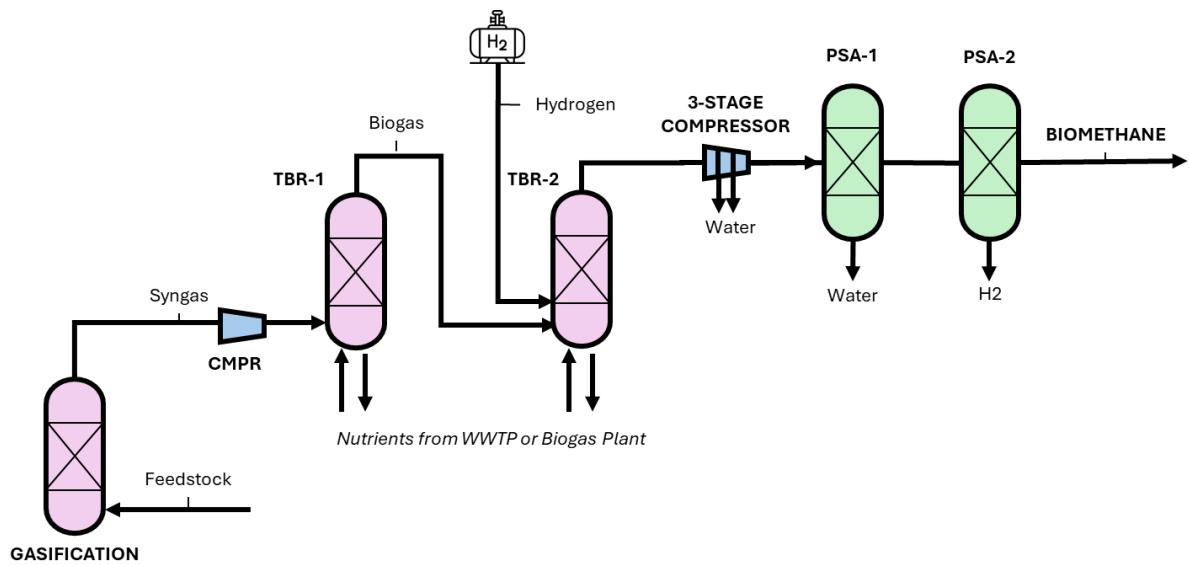 H2
PSA-1
PSA-2
Hydrogen
3-STAGE
COMPRESSOR
Biogas
BIOMETHANE
TBR-1
TBR-2
Water
Syngas
Water
H2
CMPR
Nutrients from WWTP or Biogas Plant
Feedstock
GASIFICATION